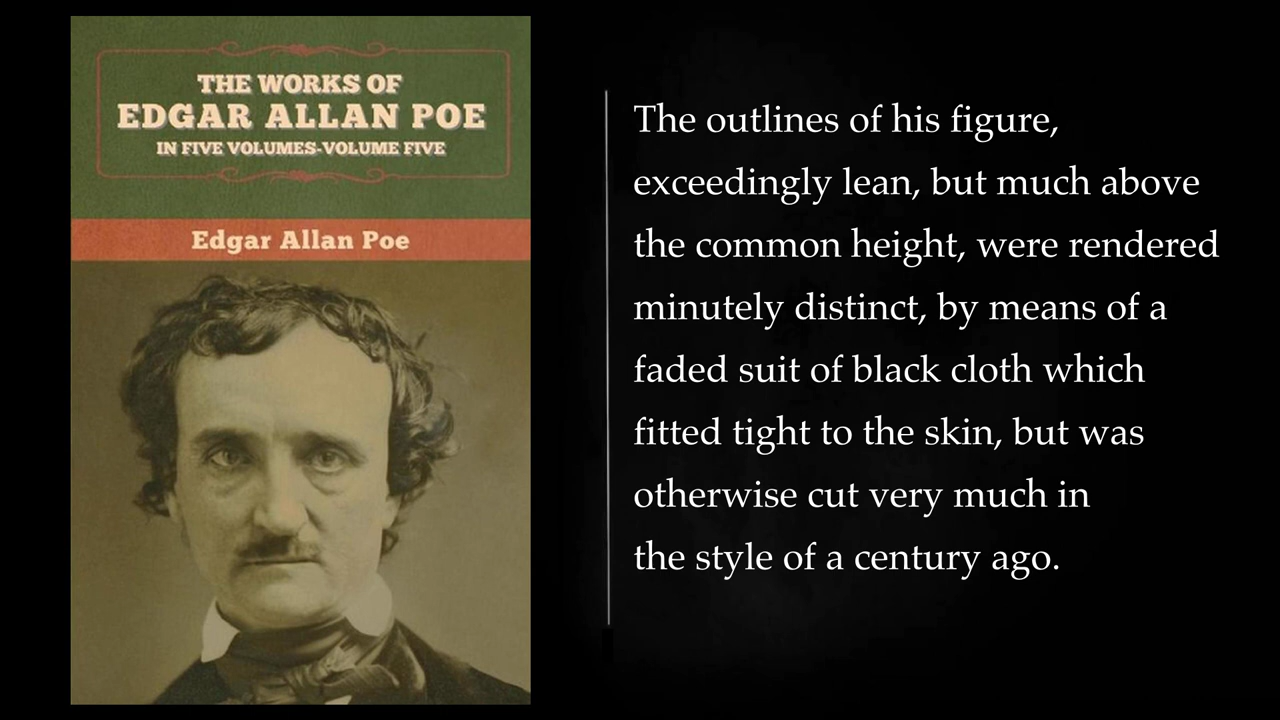 THE WORKS OF
EDGAR ALLAN POE
IN FIVE VOLUMES-VOLUME FIVE
Edgar Allan Poe
The outlines of his figure,
exceedingly lean, but much above
the common height, were rendered
minutely distinct, by means of a
faded suit of black cloth which
fitted tight to the skin, but was
otherwise cut very much in
the style of a century ago.